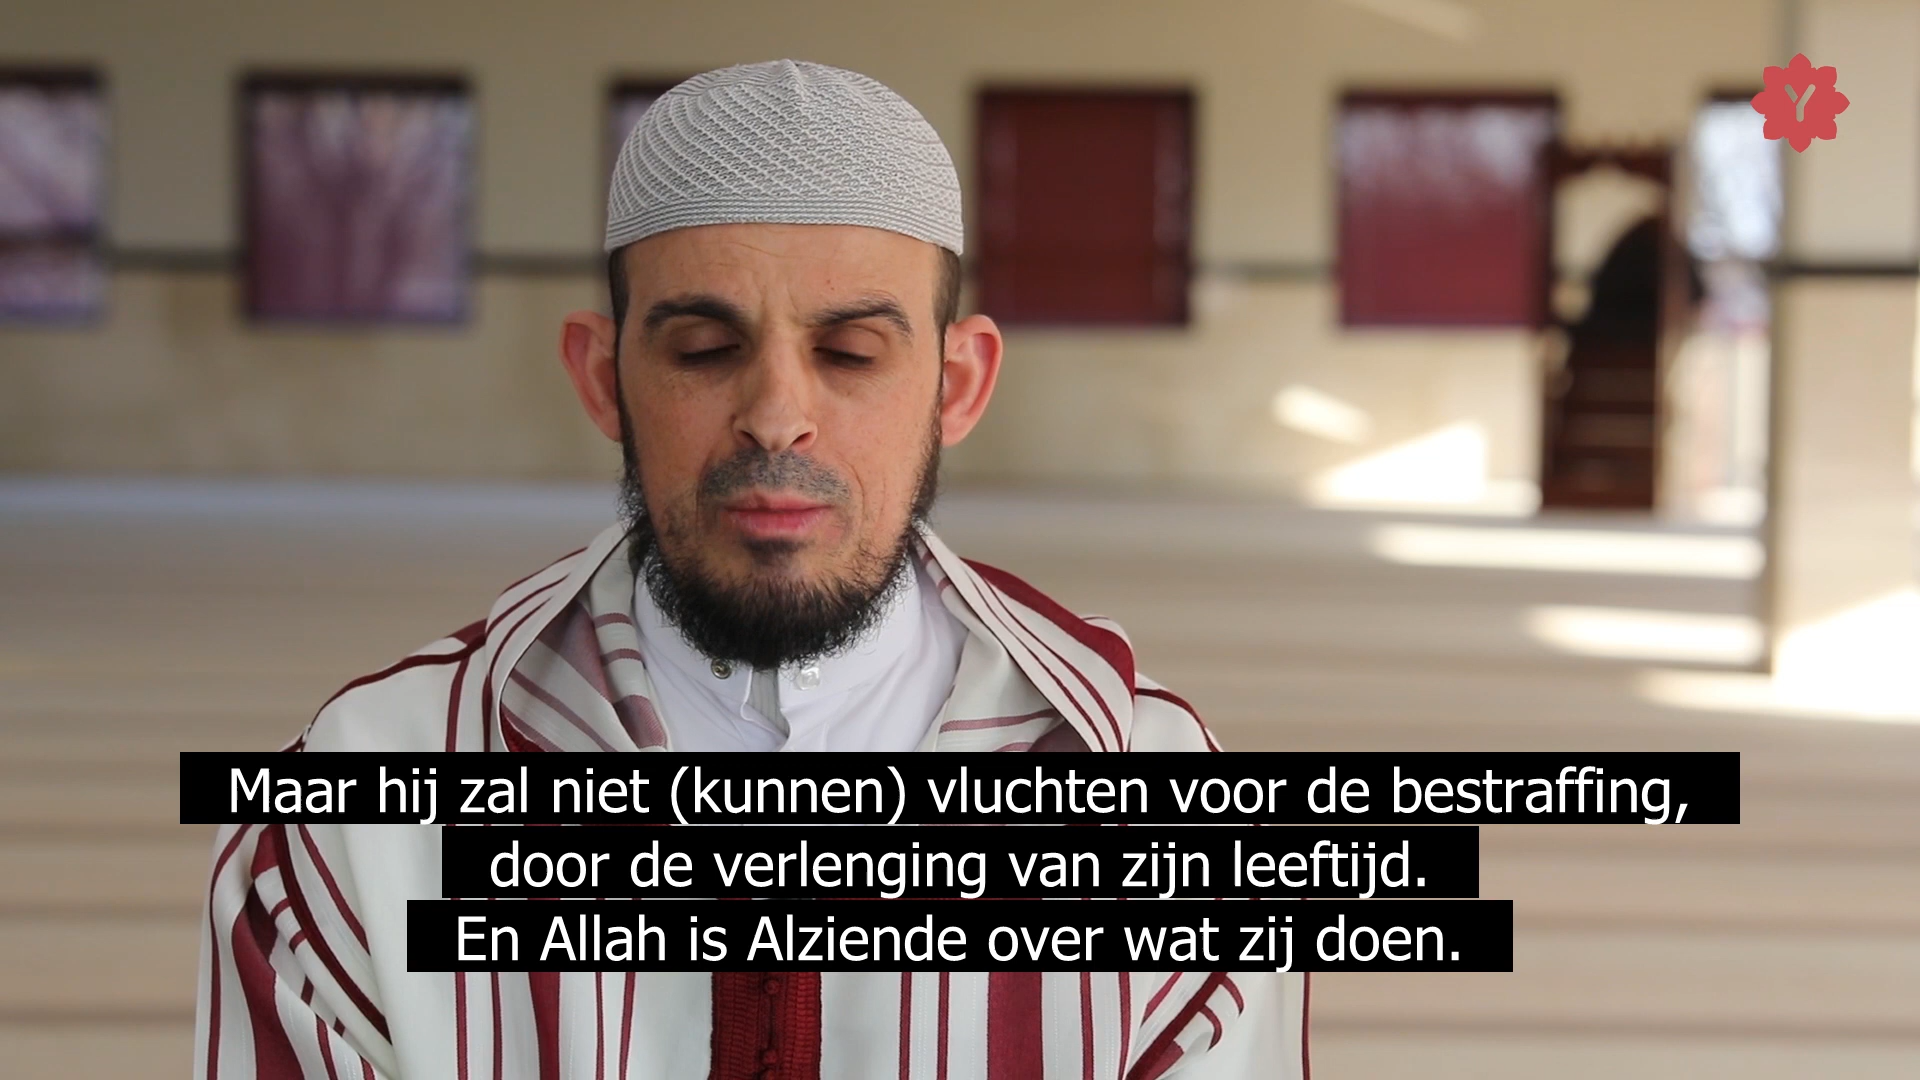 Y
Maar hij zal niet (kunnen) vluchten voor de bestraffing,
door de verlenging van zijn leeftijd.
En Allah is Alziende over wat zij doen.